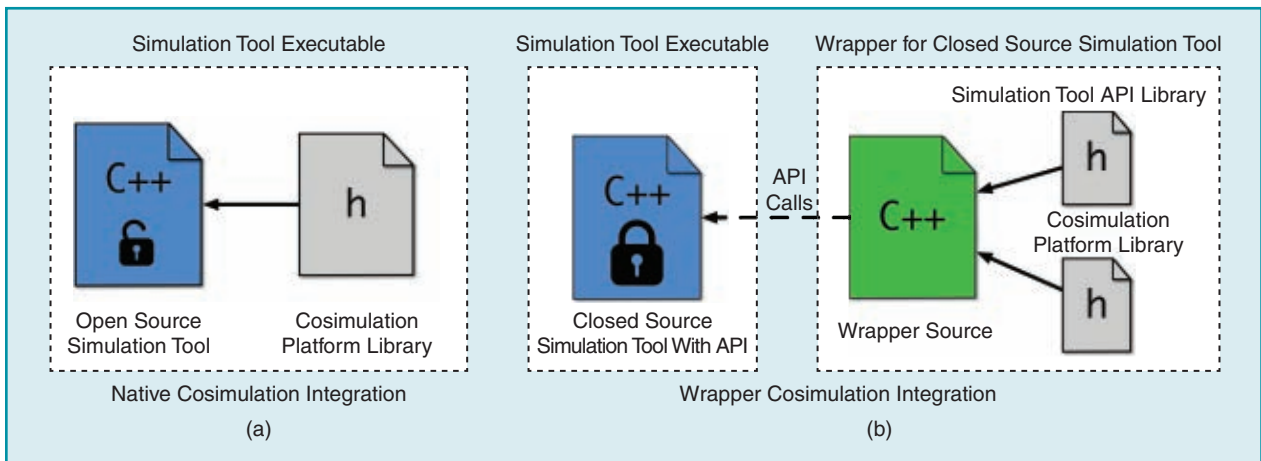 Simulation Tool Executable
C++
h
Open Source
Simulation Tool
Cosimulation
Platform Library
Native Cosimulation Integration
(a)
Simulation Tool Executable
C++
Closed Source
Simulation Tool With API
API
Calls
Wrapper for Closed Source Simulation Tool
Simulation Tool API Library
h
C++
Cosimulation
Platform Library
h
Wrapper Source
Wrapper Cosimulation Integration
(b)